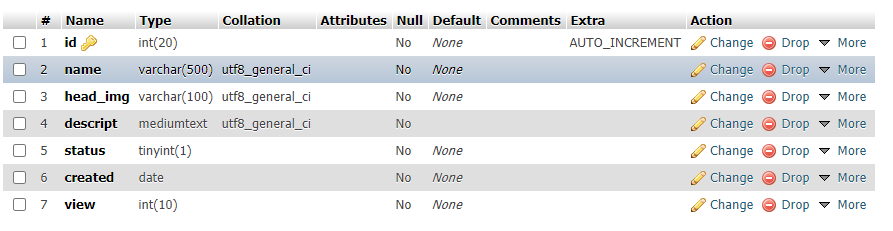 # Name Type Collation Attributes Null Default Comments Extra Action
1 id int(20) No None AUTO_INCREMENT Change Drop More
2 name varchar(500) utf8_general_ci No None Change Drop More
3 head_img varchar(100) utf8_general_ci No None Change Drop More
4 descript mediumtext utf8_general_ci No Change Drop More
5 status tinyint(1) No None Change Drop More
6 created date No None Change Drop More
7 view int(10) No None Change Drop More